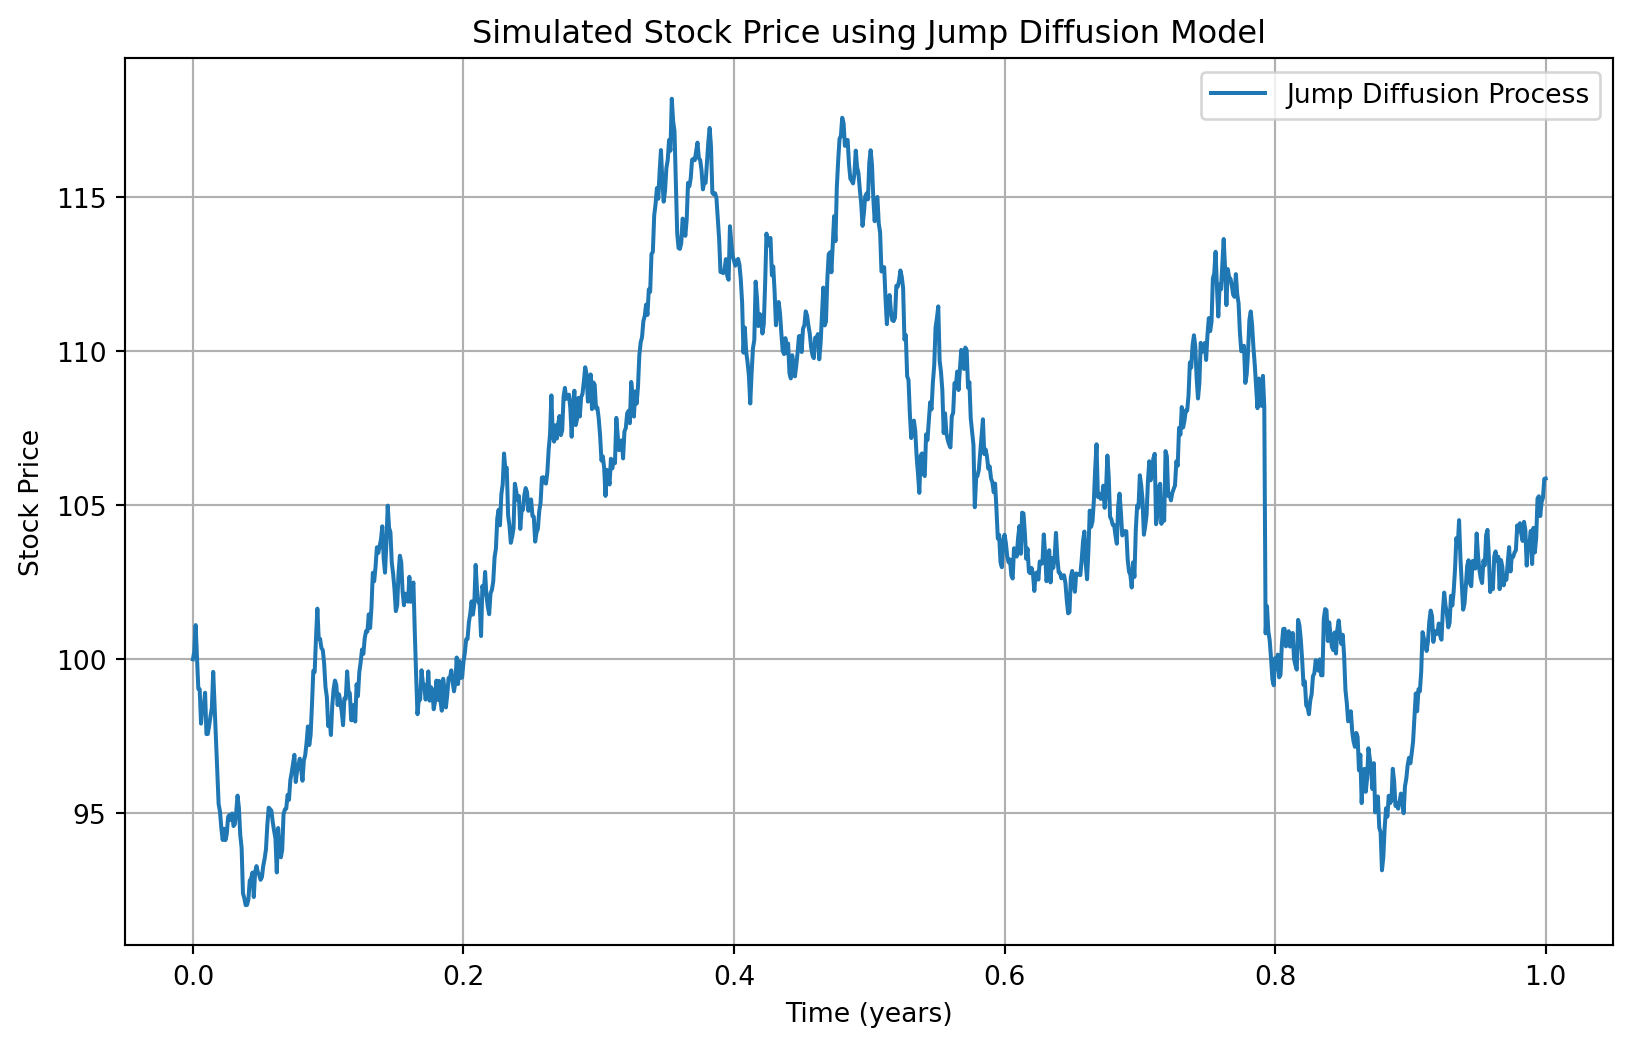 Simulated Stock Price using Jump Diffusion Model
Jump Diffusion Process
Stock Price
115
110
105
100
95
0.0 0.2 0.4 0.6 0.8 1.0
Time (years)